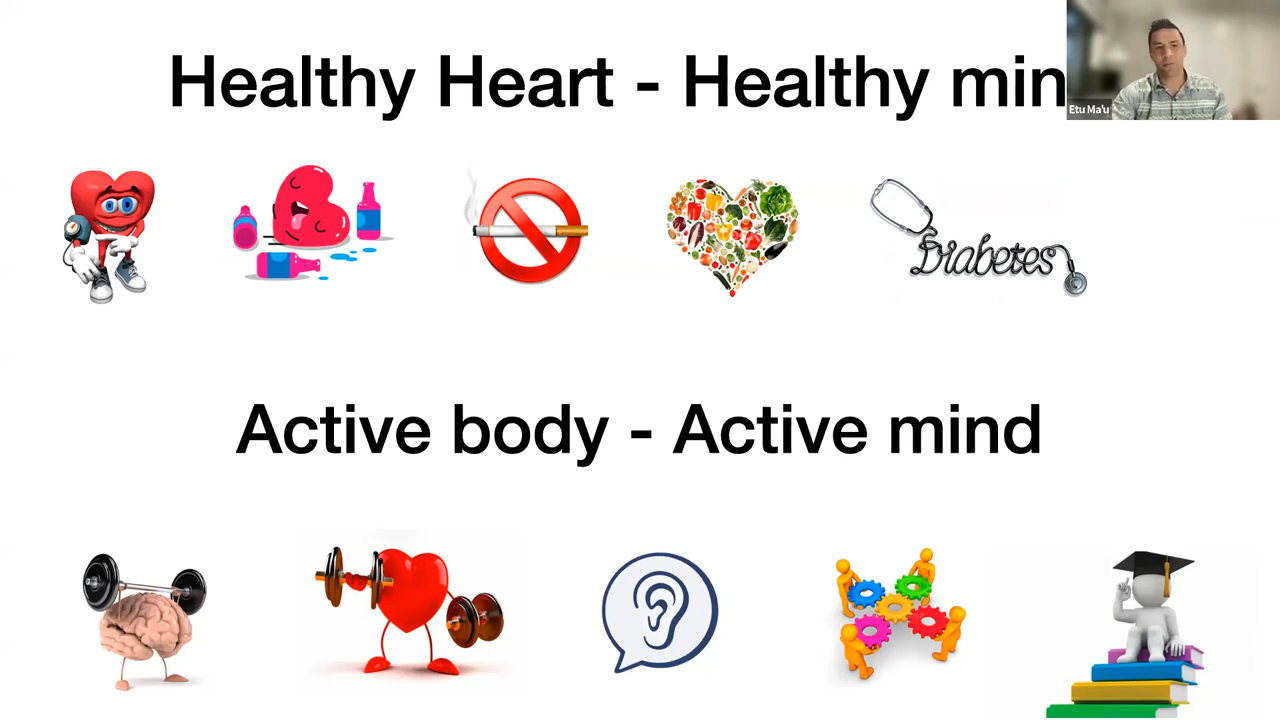 Healthy Heart - Healthy min
Etu Ma'u
Diabetes
Active body - Active mind